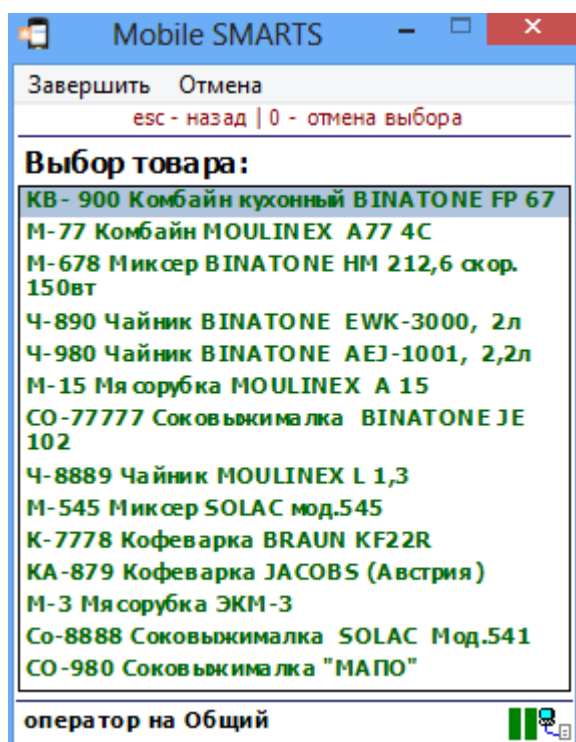 Mobile SMARTS
Завершить Отмена
esc - назад | 0 - отмена выбора
Выбор товара:
КВ- 900 Комбайн кухонный BINATONE FP 67
М-77 Комбайн MOULINEX A77 4C
М-678 Миксер BINATONE HM 212,6 скор.
150вт
Ч-890 Чайник BINATONE EWK-3000, 2л
Ч-980 Чайник BINATONE AEJ-1001, 2,2л
М-15 Мясорубка MOULINEX A 15
СО-77777 Соковыжималка BINATONE JE
102
Ч-8889 Чайник MOULINEX L 1,3
М-545 Миксер SOLAC мод.545
К-7778 Кофеварка BRAUN KF22R
КА-879 Кофеварка JACOBS (Австрия)
М-3 Мясорубка ЭКМ-3
Со-8888 Соковыжималка SOLAC Мод.541
СО-980 Соковыжималка "МАПО"
оператор на Общий